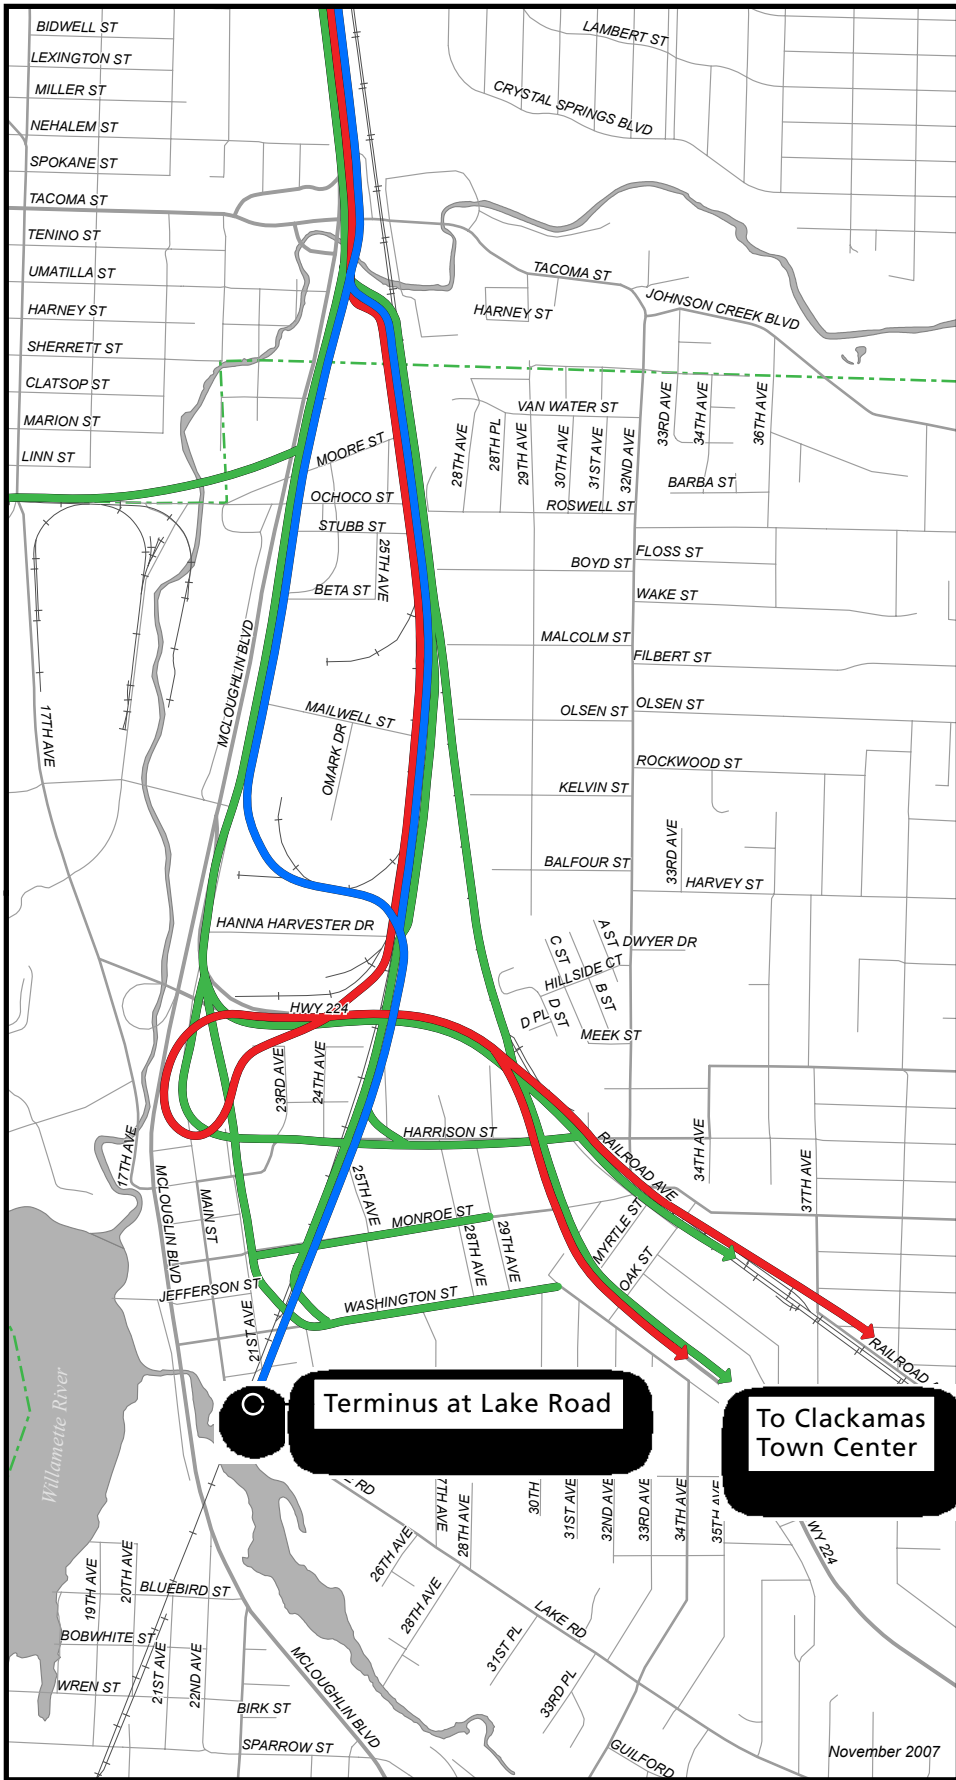 BIDWELL ST
LAMBERT ST
LEXINGTON ST
MILLER ST
CRYSTAL SPRINGS BLVD
NEHALEM ST
SPOKANE ST
TACOMA ST
TENINO ST
UMATILLA ST
TACOMA ST
HARNEY ST
HARNEY ST
JOHNSON CREEK BLVD
SHERRETT ST
CLATSOP ST
MARION ST
LINN ST
VAN WATER ST
33RD AVE
34TH AVE
36TH AVE
MOORE ST
28TH AVE
28TH PL
29TH AVE
30TH AVE
31ST AVE
32ND AVE
BARBA ST
OCHOCO ST
ROSWELL ST
STUBB ST
25TH AVE
BOYD ST
FLOSS ST
BETA ST
WAKE ST
MALCOLM ST
FILBERT ST
MCLOUGHLIN BLVD
17TH AVE
MAILWELL ST
OMARK DR
OLSEN ST
OLSEN ST
ROCKWOOD ST
KELVIN ST
BALFOUR ST
33RD AVE
HARVEY ST
HANNA HARVESTER DR
A ST
DWYER DR
C ST
HILLSIDE CT
B ST
D ST
D PL
MEEK ST
HWY 224
23RD AVE
24TH AVE
HARRISON ST
17TH AVE
RAILROAD AVE
34TH AVE
37TH AVE
MCLOUGLIN BLVD
MAIN ST
25TH AVE
MONROE ST
28TH AVE
29TH AVE
MYRTLE ST
OAK ST
JEFFERSON ST
WASHINGTON ST
21ST AVE
RAILROAD
Willamette River
Terminus at Lake Road
To Clackamas
Town Center
RD
7TH AVE
28TH AVE
30TH
31ST AVE
32ND AVE
33RD AVE
34TH AVE
35TH AVE
WY 224
26TH AVE
28TH AVE
LAKE RD
31ST PL
33RD PL
19TH AVE
20TH AVE
BLUEBIRD ST
BOBWHITE ST
21ST AVE
22ND AVE
WREN ST
BIRK ST
MCLOUGHLIN BLVD
SPARROW ST
GUILFORD
November 2007